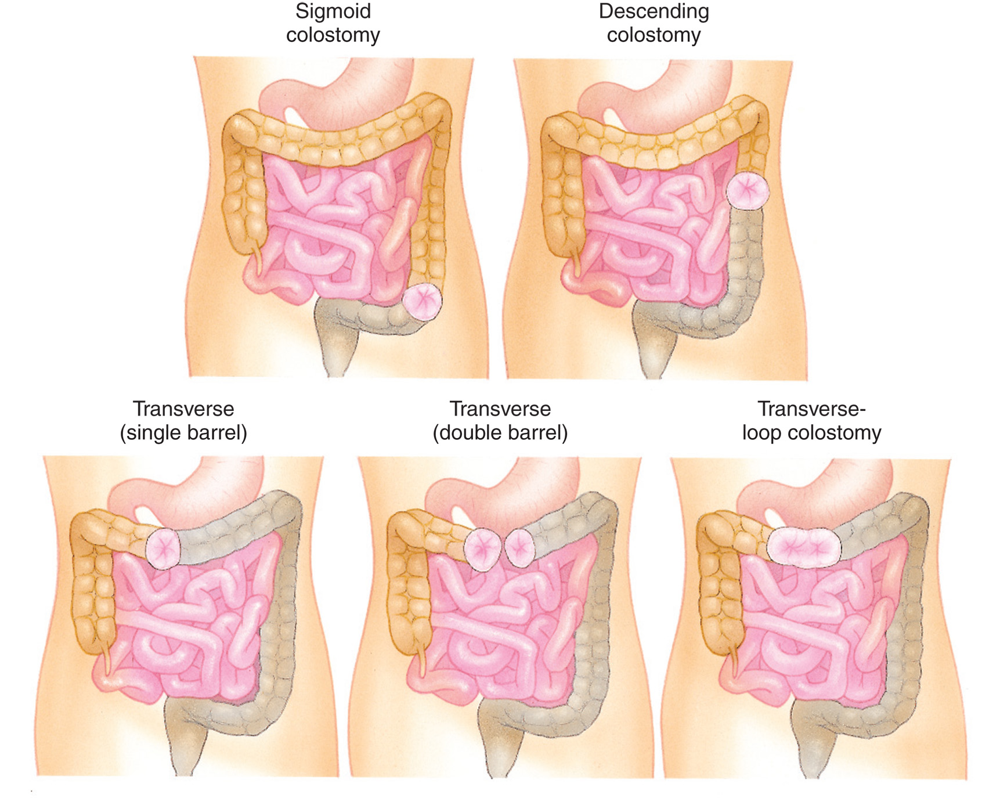 Sigmoid
colostomy
Descending
colostomy
Transverse
(single barrel)
Transverse
(double barrel)
Transverse-
loop colostomy